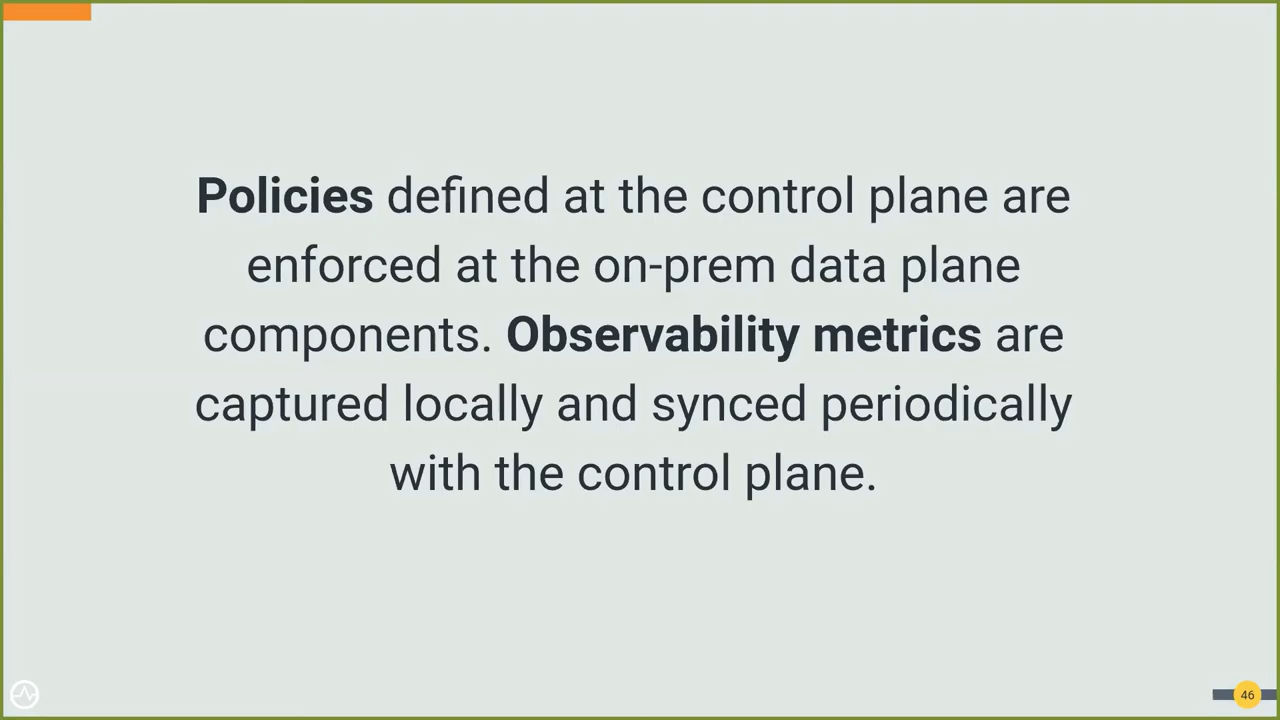 Policies defined at the control plane are
enforced at the on-prem data plane
components. Observability metrics are
captured locally and synced periodically
with the control plane.
46